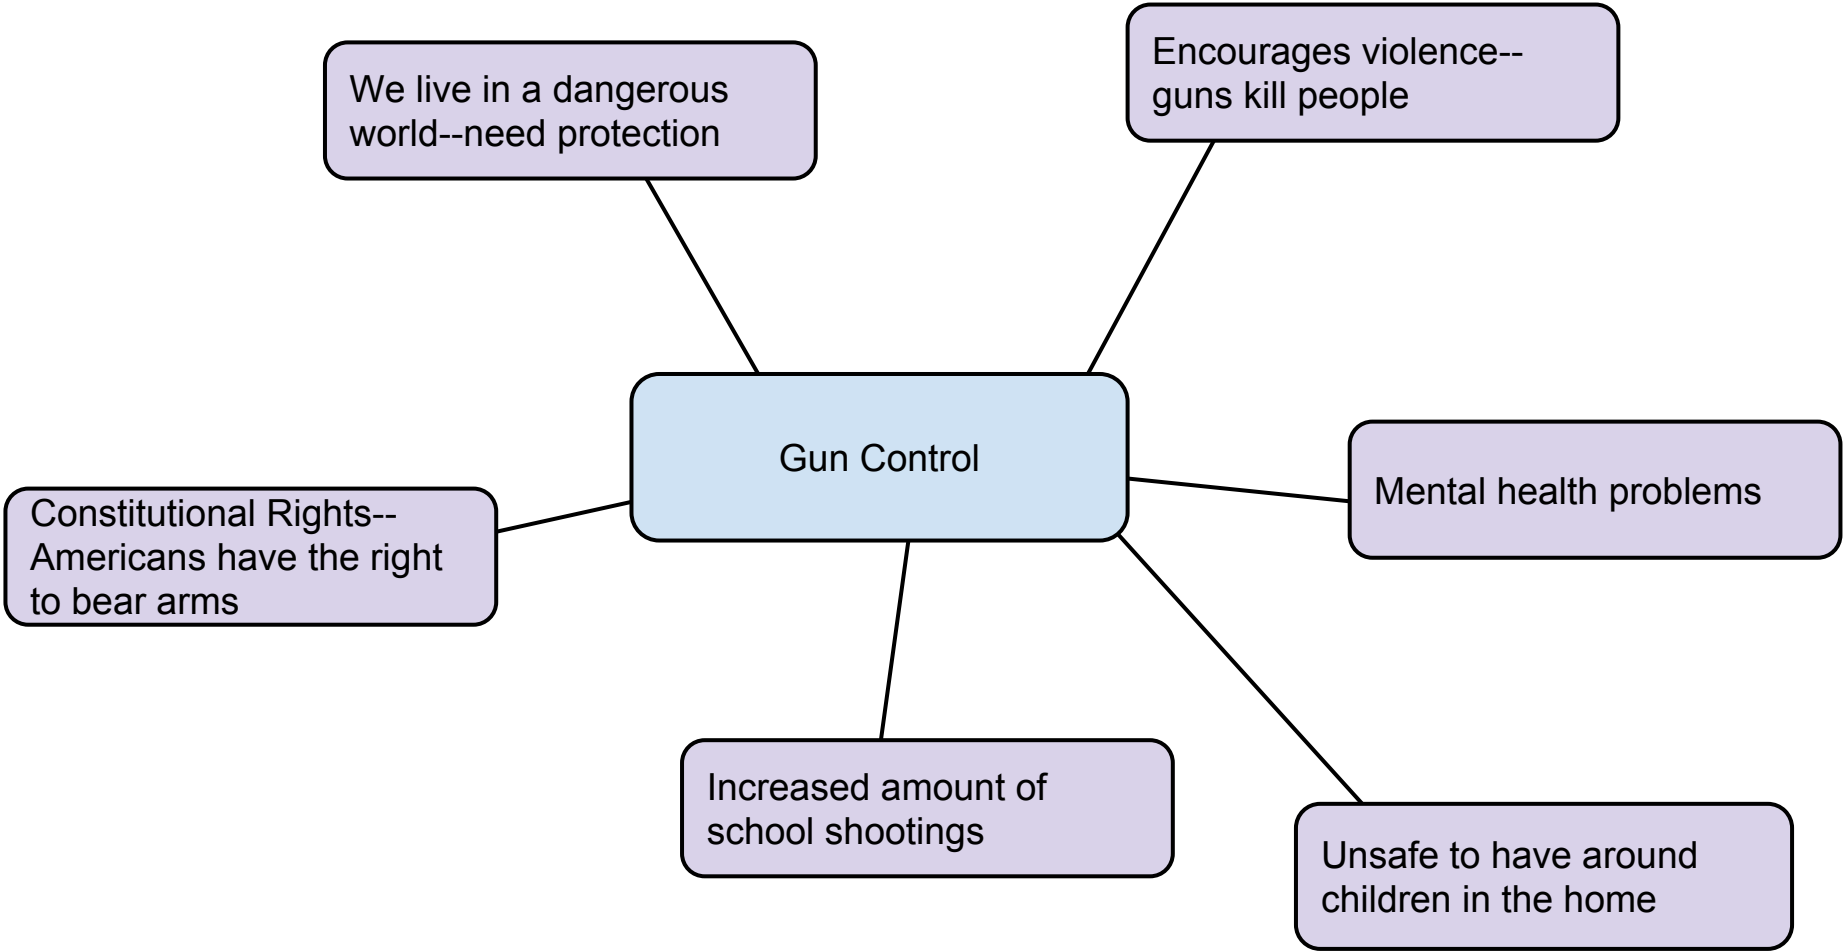 We live in a dangerous
world--need protection
Encourages violence--
guns kill people
Gun Control
Mental health problems
Constitutional Rights--
Americans have the right
to bear arms
Increased amount of
school shootings
Unsafe to have around
children in the home